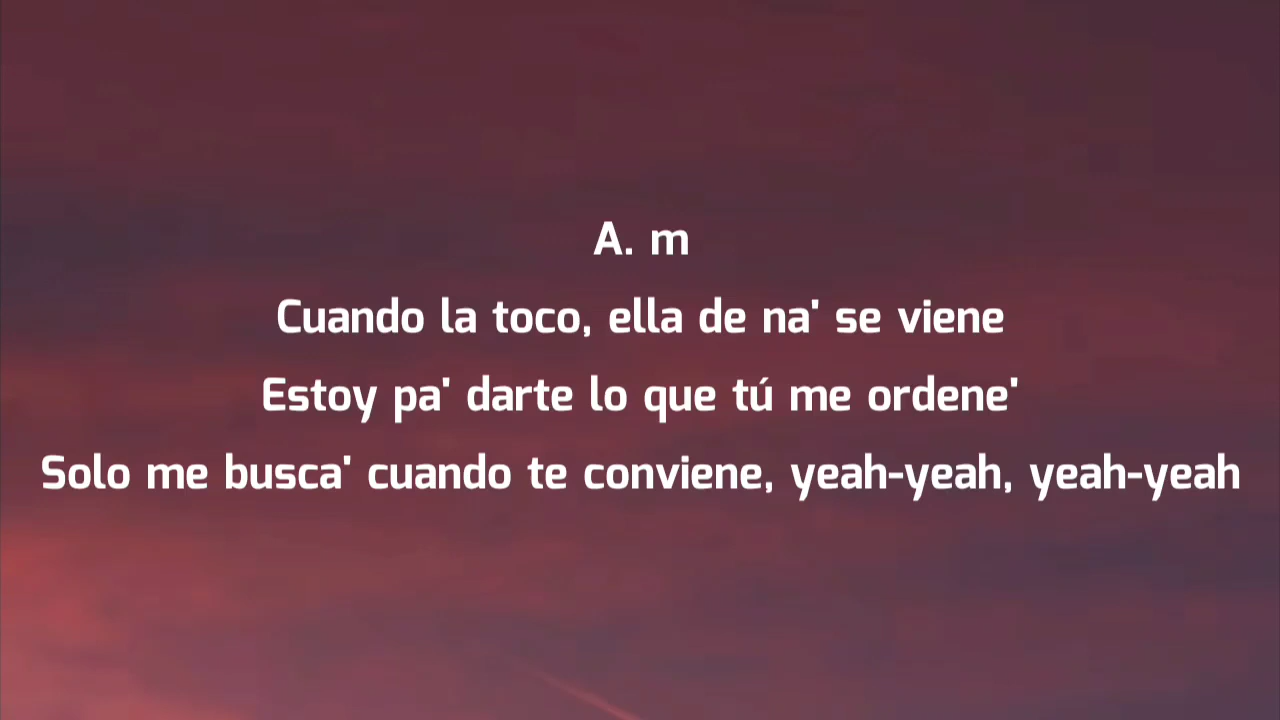 A. m
Cuando la toco, ella de na' se viene
Estoy pa' darte lo que tú me ordene'
Solo me busca' cuando te conviene, yeah-yeah, yeah-yeah